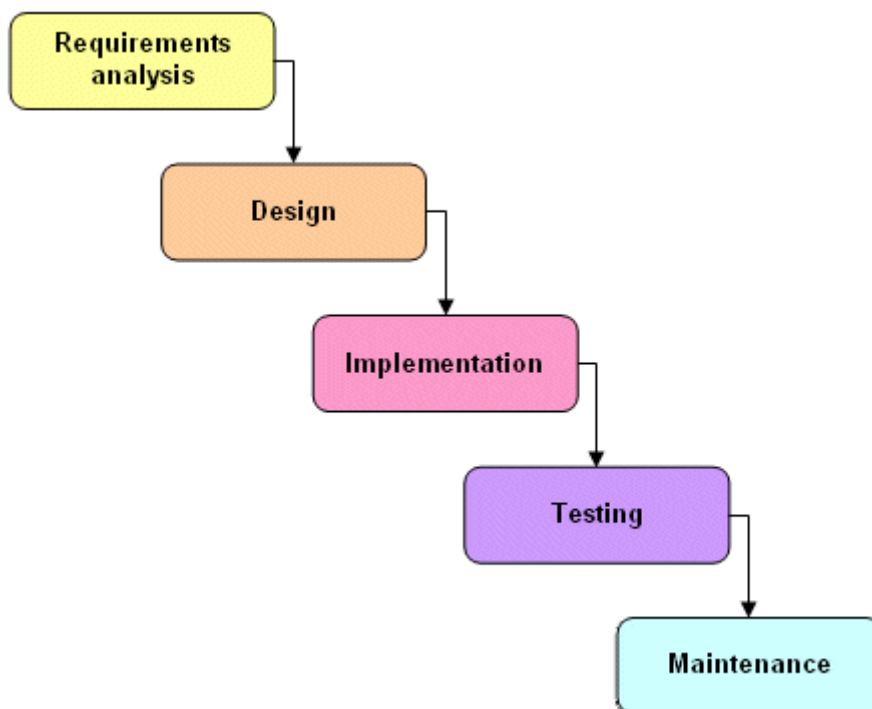 Requirements
analysis
Design
Implementation
Testing
Maintenance